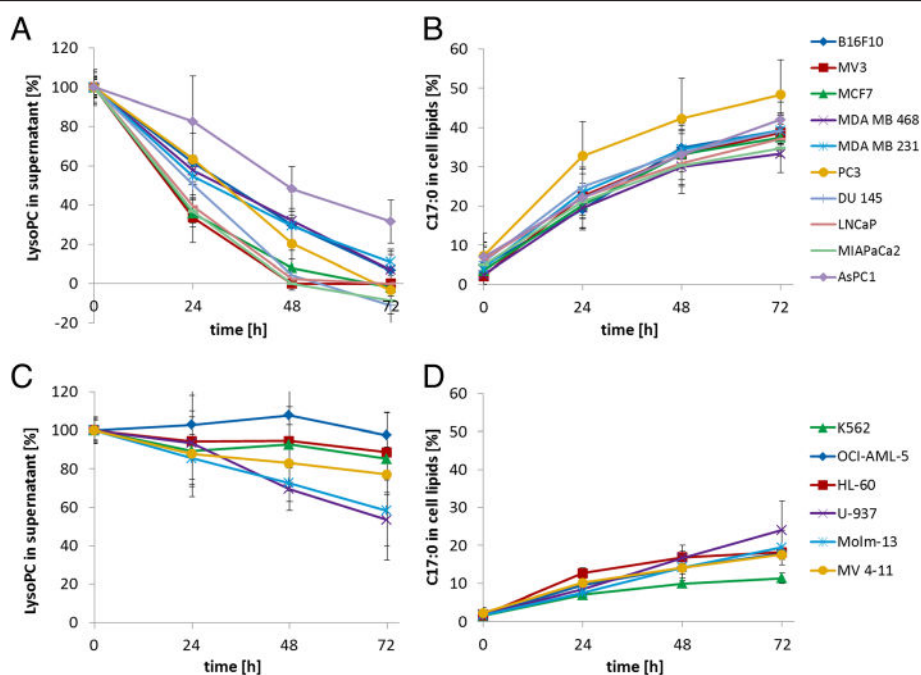 A
LysoPC in supernatant [%]
120
100
80
60
40
20
0
-20
0
24
48
72
time [h]
B
C17:0 in cell lipids [%]
60
50
40
30
20
10
0
0
24
48
72
time [h]
B16F10
MV3
MCF7
MDA MB 468
MDA MB 231
PC3
DU 145
LNCaP
MIAPaCa2
AsPC1
C
LysoPC in supernatant [%]
120
100
80
60
40
20
0
0
24
48
72
time [h]
D
C17:0 in cell lipids [%]
60
50
40
30
20
10
0
0
24
48
72
time [h]
K562
OCI-AML-5
HL-60
U-937
Molm-13
MV 4-11